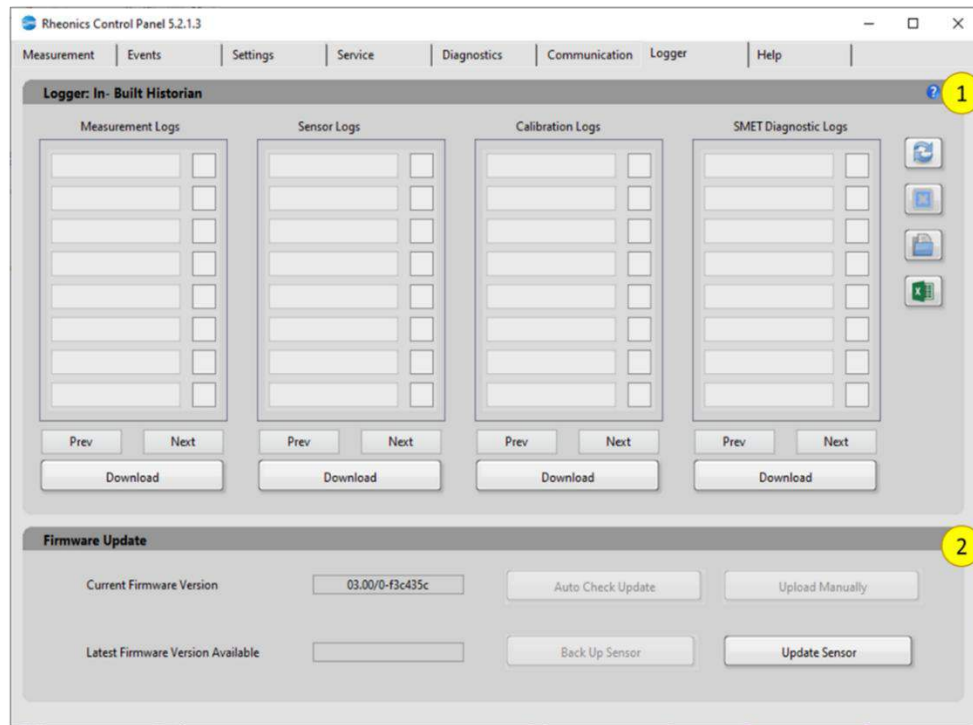 Rheonics Control Panel 5.2.1.3
Measurement Events Settings Service Diagnostics Communication Logger Help
Logger: In- Built Historian ? 1
Measurement Logs Sensor Logs Calibration Logs SMET Diagnostic Logs
Prev Next Prev Next Prev Next Prev Next
Download Download Download Download
Firmware Update 2
Current Firmware Version 03.00/0-f3c435c Auto Check Update Upload Manually
Latest Firmware Version Available Back Up Sensor Update Sensor